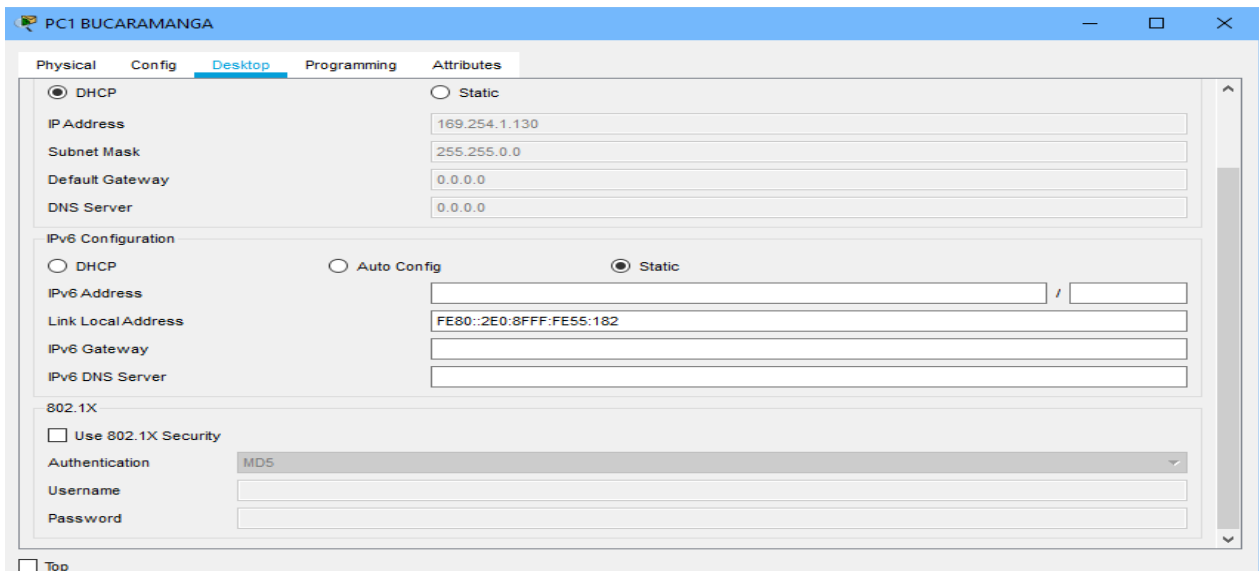 PC1 BUCARAMANGA
Physical Config Desktop Programming Attributes
DHCP Static
IP Address 169.254.1.130
Subnet Mask 255.255.0.0
Default Gateway 0.0.0.0
DNS Server 0.0.0.0
IPv6 Configuration
DHCP Auto Config Static
IPv6 Address /
Link Local Address FE80::2E0:8FFF:FE55:182
IPv6 Gateway
IPv6 DNS Server
802.1X
Use 802.1X Security
Authentication MD5
Username
Password
Top